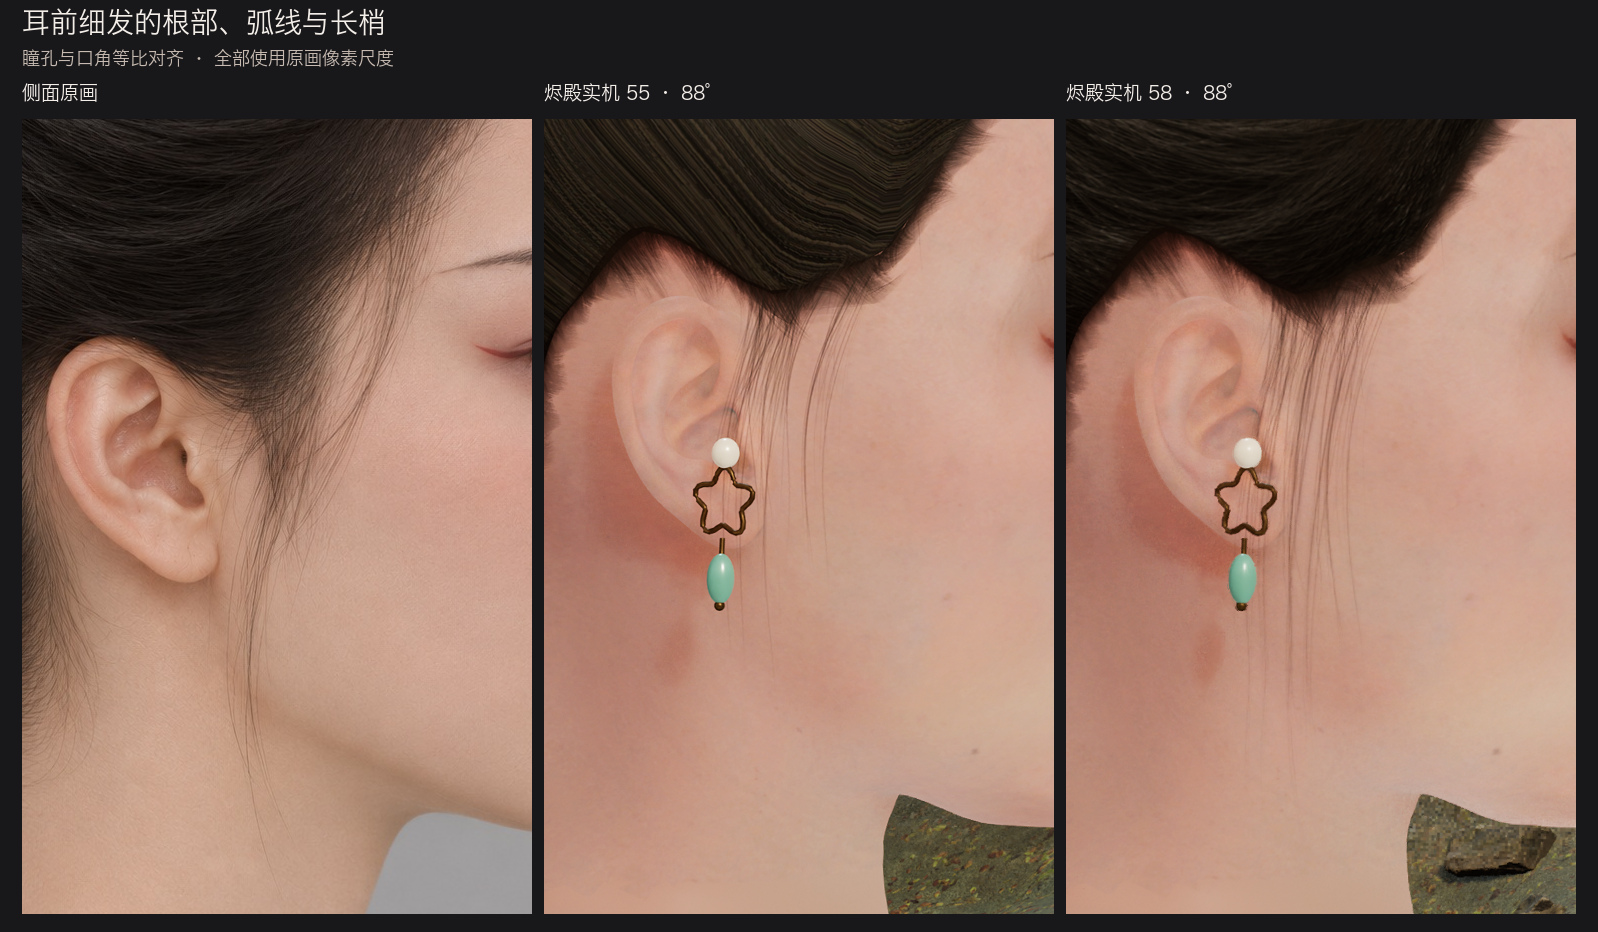 耳前细发的根部、弧线与长梢
瞳孔与口角等比对齐 · 全部使用原画像素尺度
侧面原画
烬殿实机 55 · 88°
烬殿实机 58 · 88°